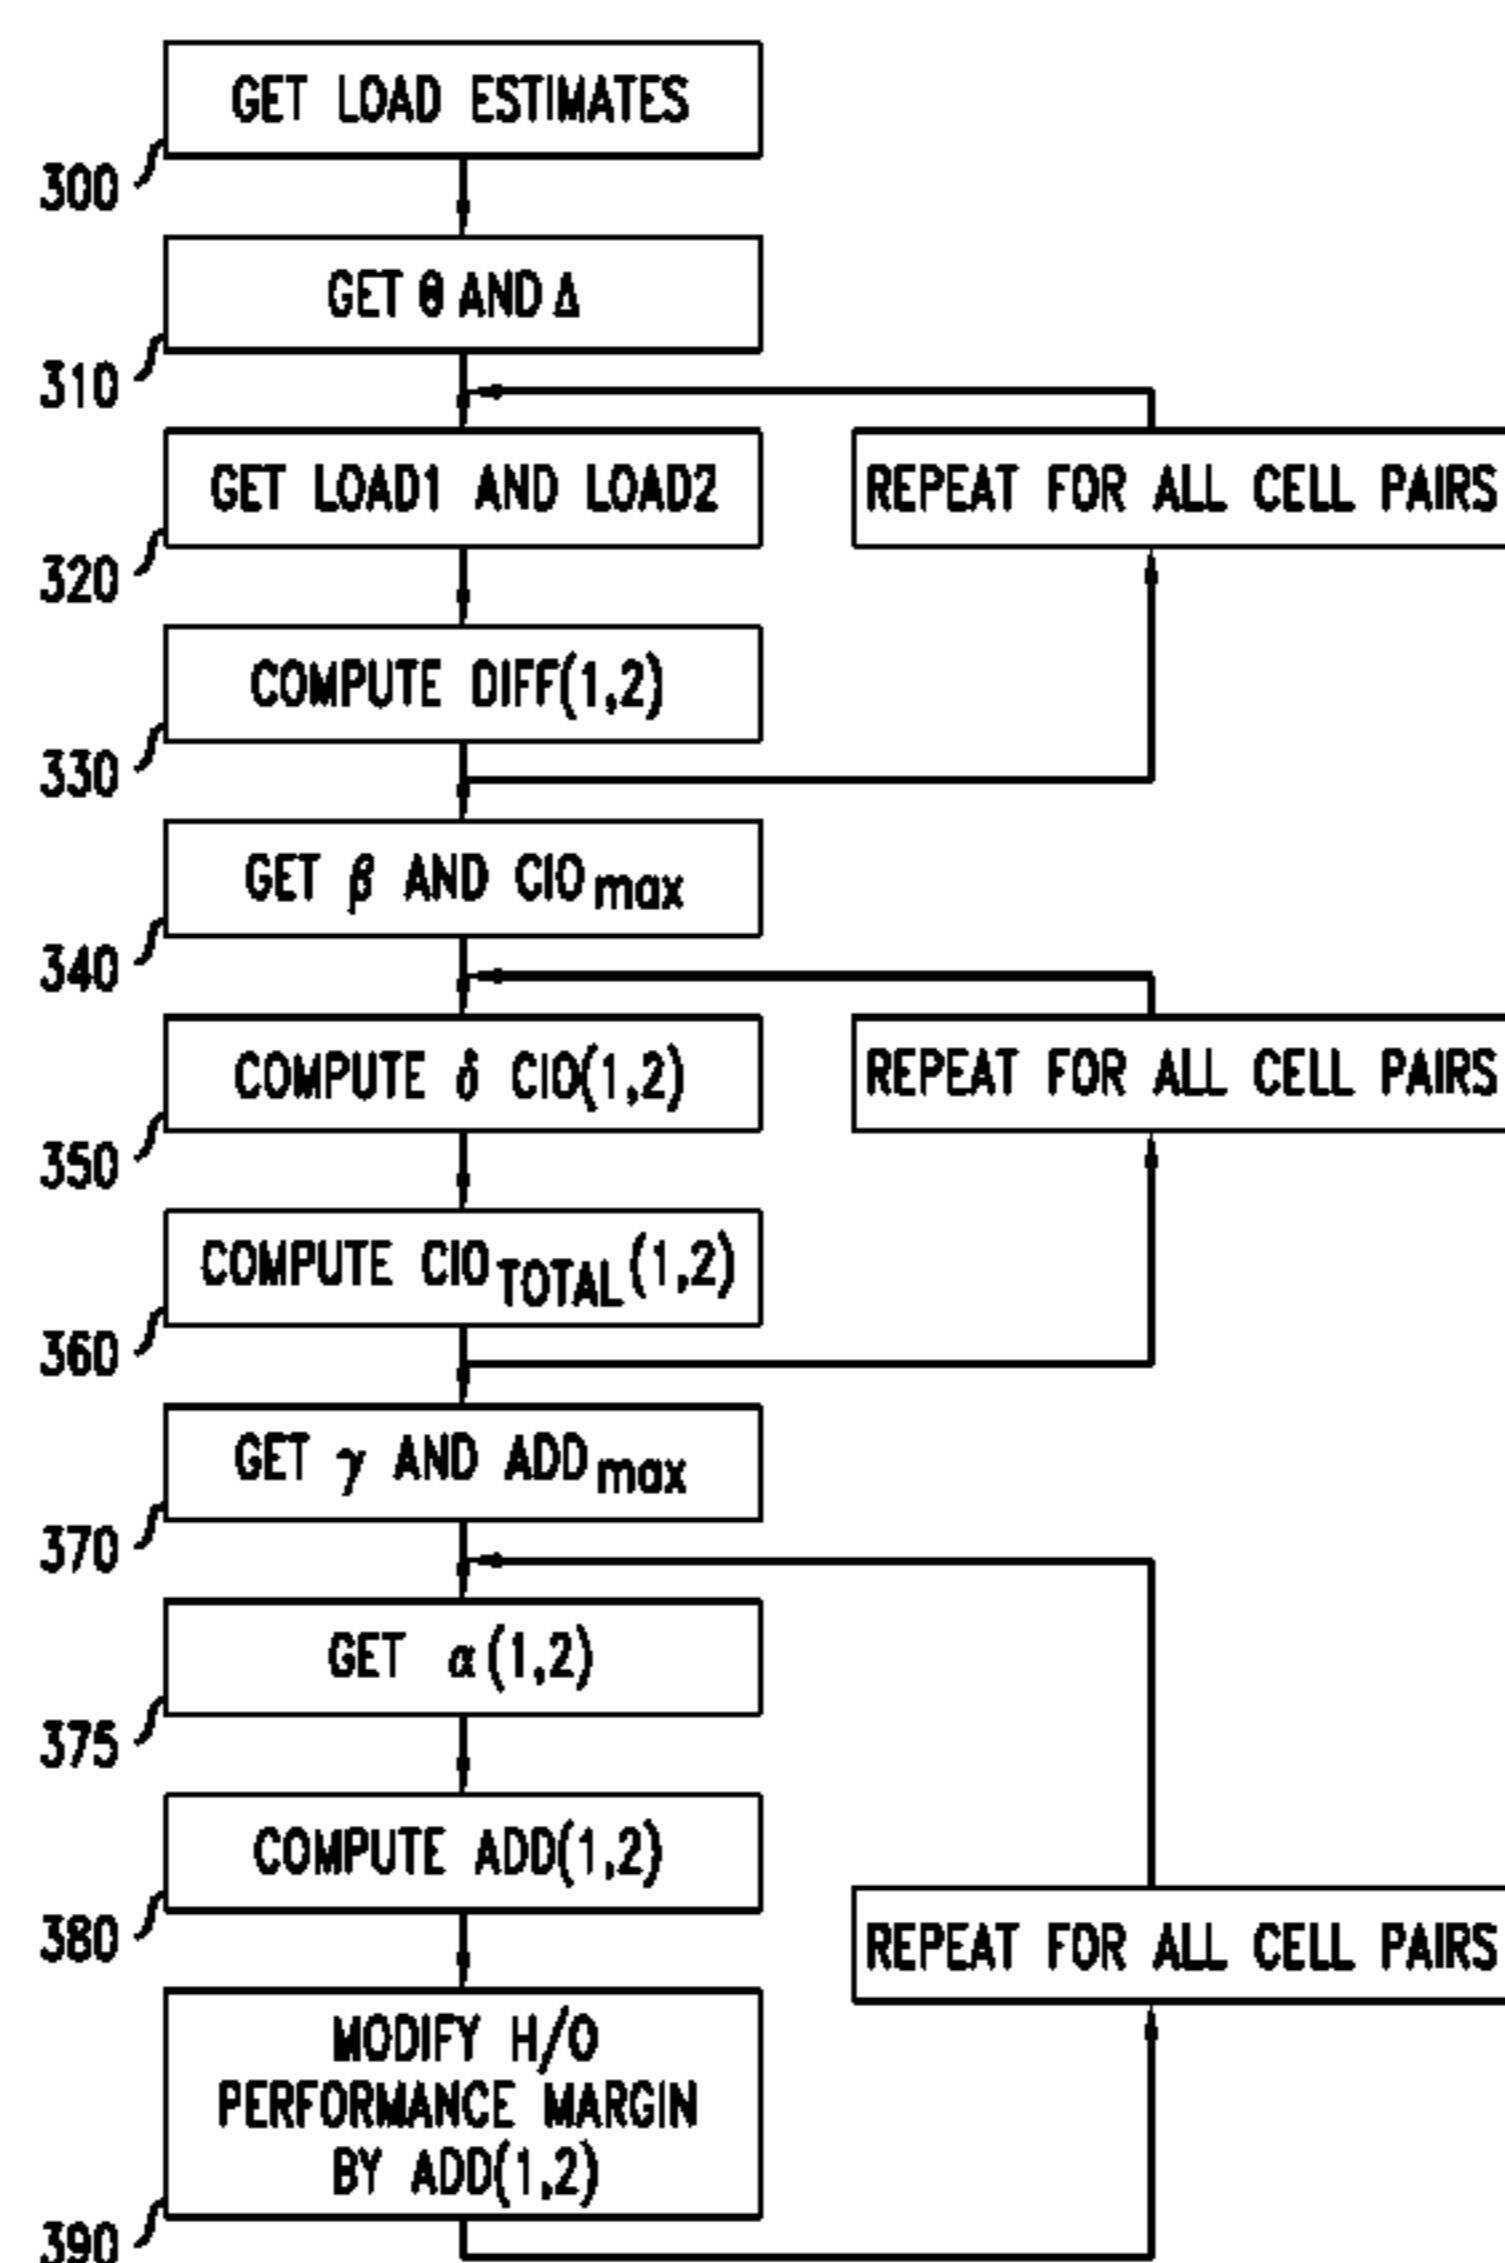 GET LOAD ESTIMATES
300
GET θ AND Δ
310
GET LOAD1 AND LOAD2
REPEAT FOR ALL CELL PAIRS
320
COMPUTE DIFF(1,2)
330
GET β AND CIOmax
340
COMPUTE δ CIO(1,2)
REPEAT FOR ALL CELL PAIRS
350
COMPUTE CIOTOTAL(1,2)
360
GET γ AND ADDmax
370
GET α(1,2)
375
COMPUTE ADD(1,2)
380
REPEAT FOR ALL CELL PAIRS
MODIFY H/O
PERFORMANCE MARGIN
BY ADD(1,2)
390